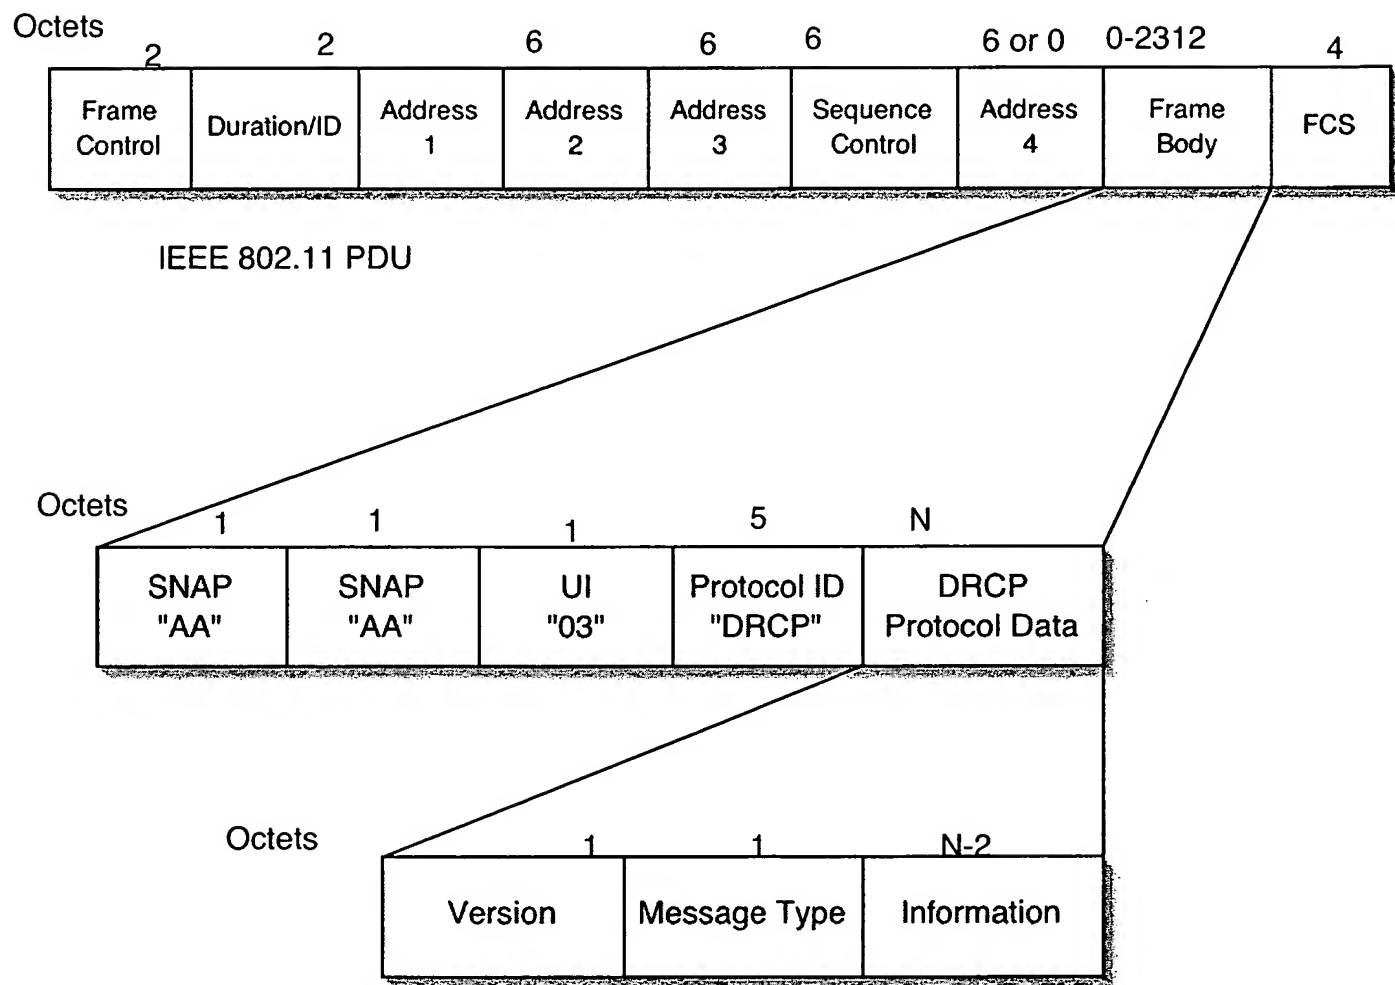 Octets
2 2 6 6 6 6 or 0 0-2312 4
Frame
Control
Duration/ID
Address
1
Address
2
Address
3
Sequence
Control
Address
4
Frame
Body
FCS
IEEE 802.11 PDU
Octets
1 1 1 5 N
SNAP
"AA"
SNAP
"AA"
UI
"03"
Protocol ID
"DRCP"
DRCP
Protocol Data
Octets
1 1 N-2
Version
Message Type
Information